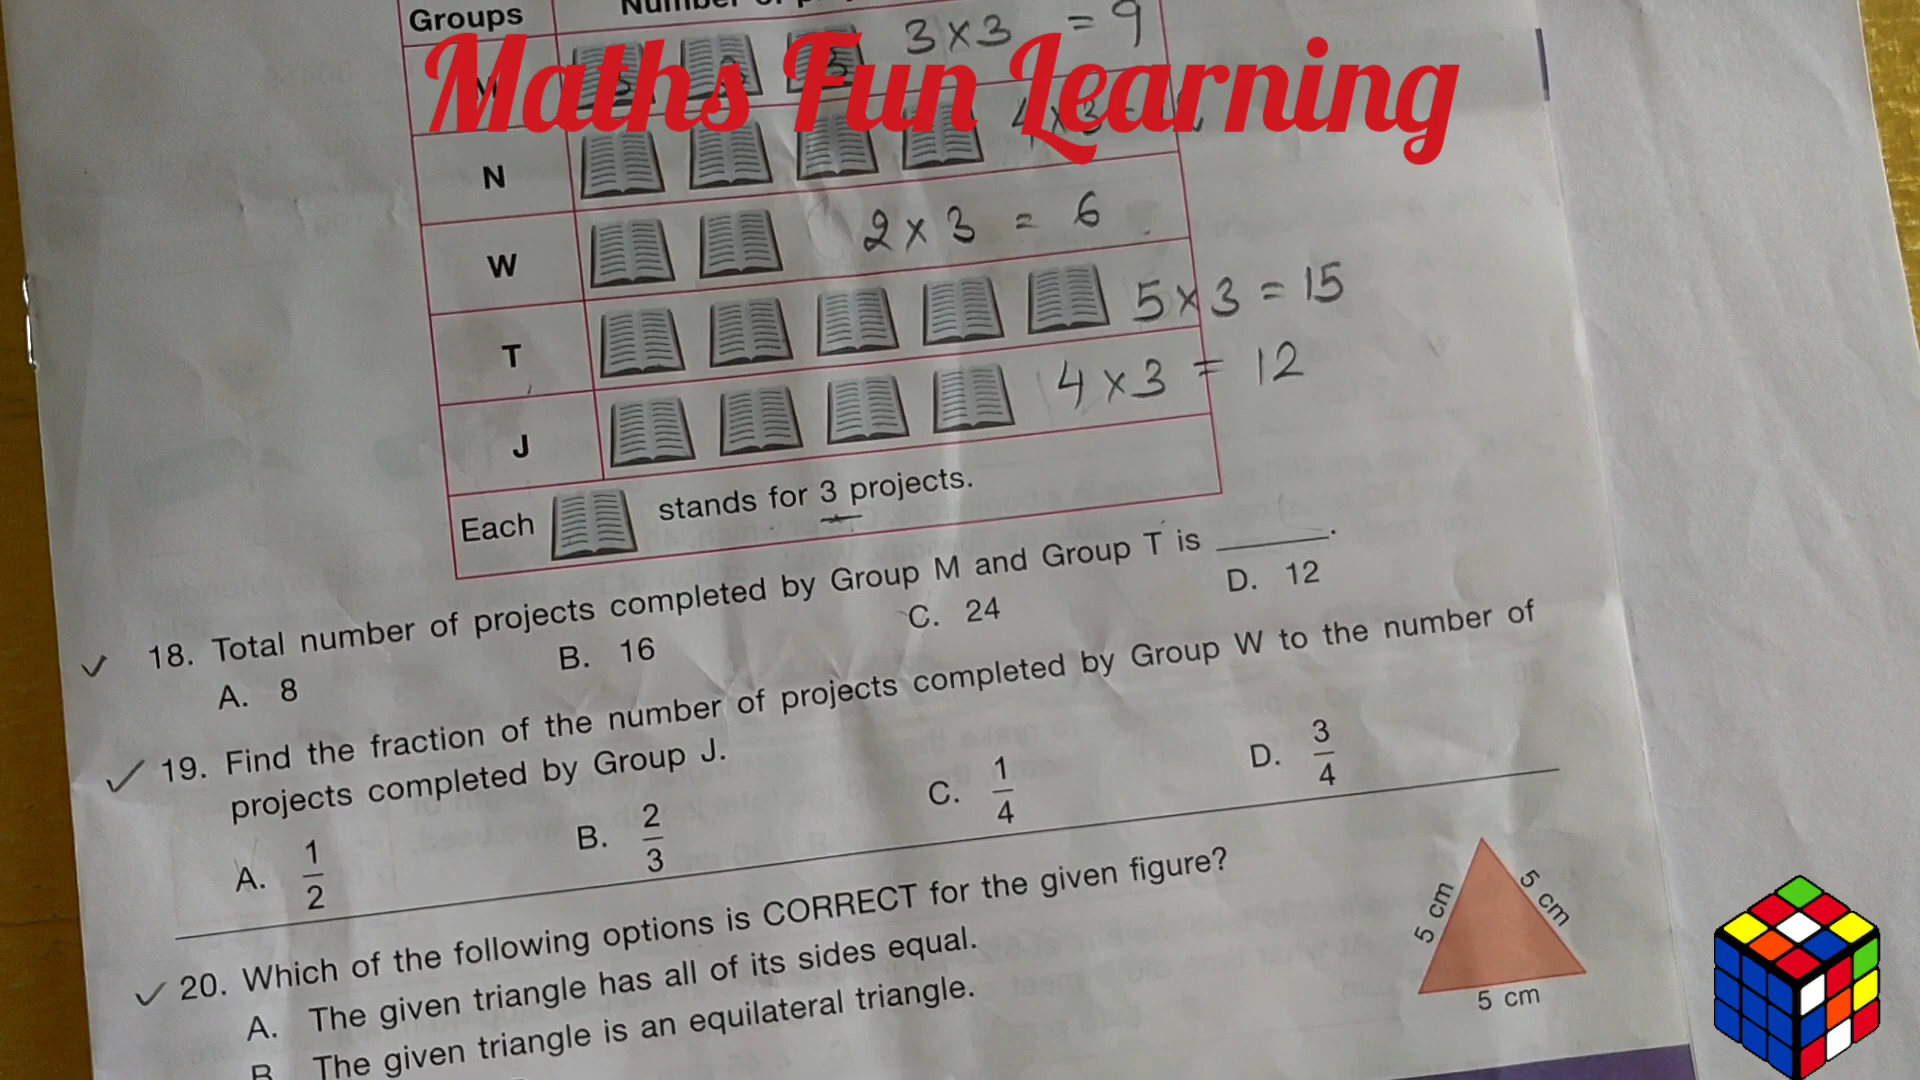 Groups
Maths Fun Learning
3 x 3 = 9
M
N
4 x 3
W
2 x 3 = 6
T
5 x 3 = 15
J
4 x 3 = 12
Each stands for 3 projects.
18. Total number of projects completed by Group M and Group T is ______.
A. 8 B. 16 C. 24 D. 12
19. Find the fraction of the number of projects completed by Group W to the number of
projects completed by Group J.
A. 1/2 B. 2/3 C. 1/4 D. 3/4
20. Which of the following options is CORRECT for the given figure?
A. The given triangle has all of its sides equal.
B. The given triangle is an equilateral triangle.
5 cm
5 cm
5 cm